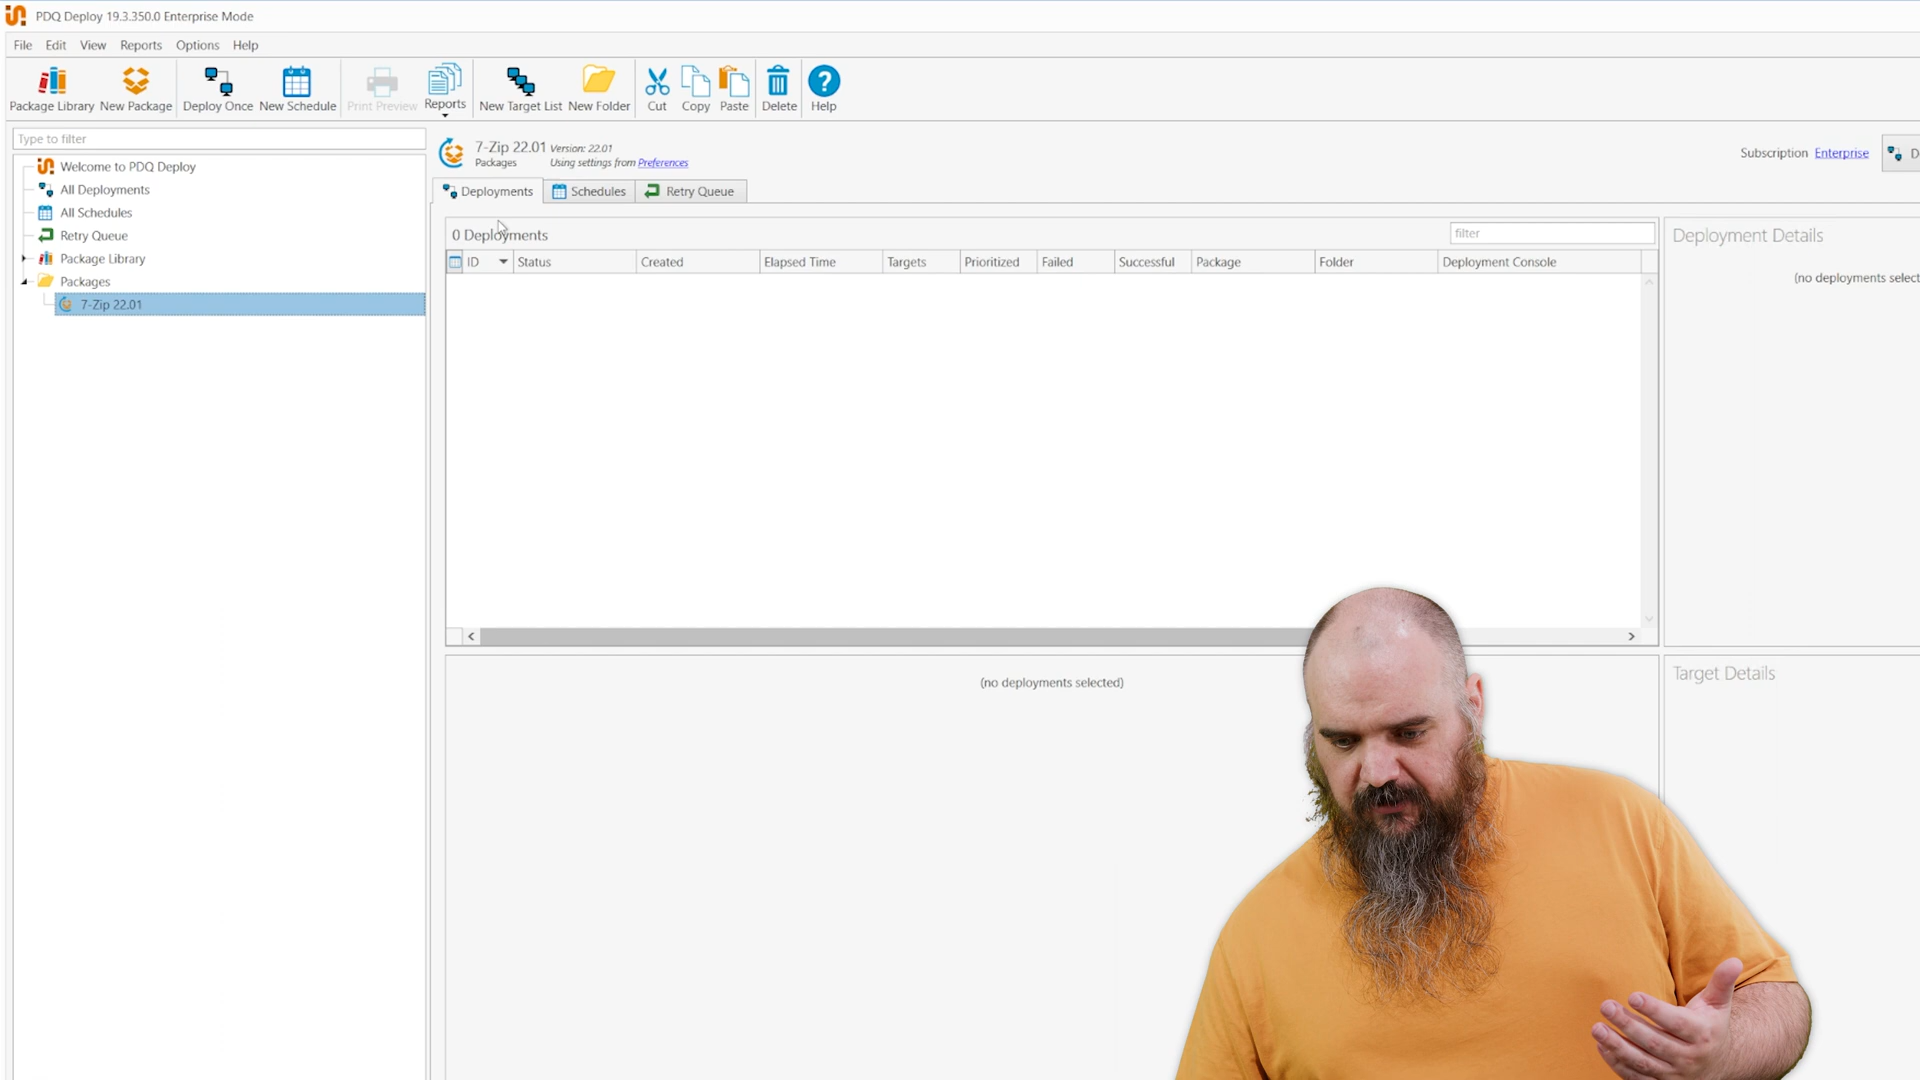 PDQ Deploy 19.3.350.0 Enterprise Mode
File Edit View Reports Options Help
Package Library New Package Deploy Once New Schedule Print Preview Reports New Target List New Folder Cut Copy Paste Delete Help
Type to filter
Welcome to PDQ Deploy
All Deployments
All Schedules
Retry Queue
Package Library
Packages
7-Zip 22.01
7-Zip 22.01 Version: 22.01
Packages Using settings from Preferences
Subscription Enterprise D
Deployments Schedules Retry Queue
0 Deployments filter
ID Status Created Elapsed Time Targets Prioritized Failed Successful Package Folder Deployment Console
Deployment Details
(no deployments select
(no deployments selected)
Target Details